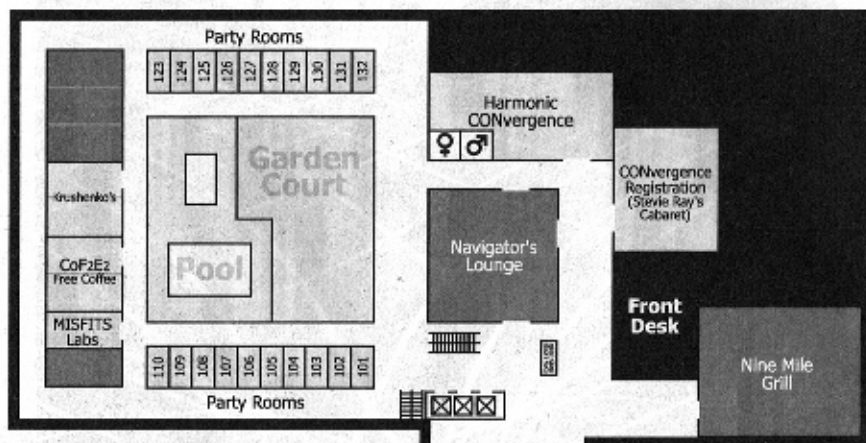 Party Rooms
123
124
125
126
127
128
129
130
131
132
Harmonic
CONvergence
Garden
Court
CONvergence
Registration
(Stevie Ray's
Cabaret)
Krushenko's
Navigator's
Lounge
CoF2E2
Free Coffee
Pool
MISFITS
Labs
Front
Desk
Nine Mile
Grill
110
109
108
107
106
105
104
103
102
101
Party Rooms